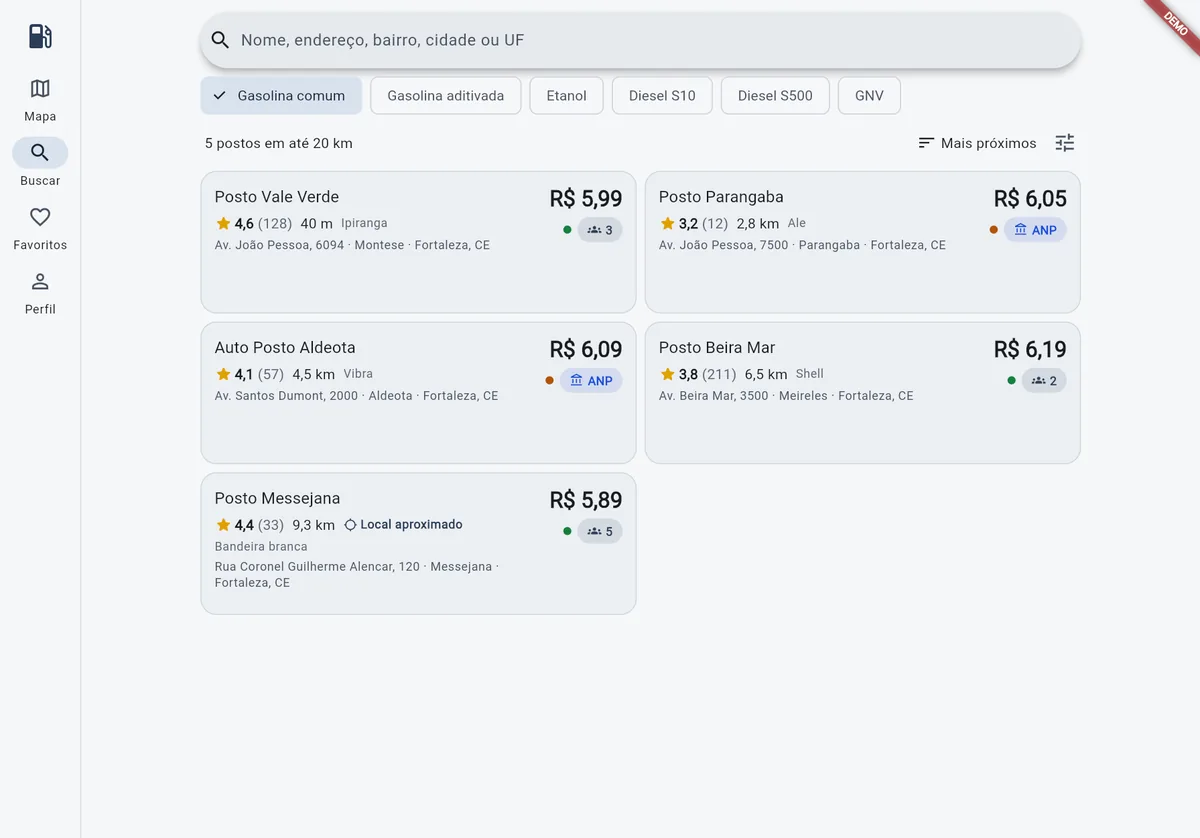 DEMO
Nome, endereço, bairro, cidade ou UF
Mapa
Buscar
Favoritos
Perfil
Gasolina comum
Gasolina aditivada
Etanol
Diesel S10
Diesel S500
GNV
5 postos em até 20 km
Mais próximos
Posto Vale Verde
R$ 5,99
4,6 (128) 40 m Ipiranga
3
Av. João Pessoa, 6094 · Montese · Fortaleza, CE
Posto Parangaba
R$ 6,05
3,2 (12) 2,8 km Ale
ANP
Av. João Pessoa, 7500 · Parangaba · Fortaleza, CE
Auto Posto Aldeota
R$ 6,09
4,1 (57) 4,5 km Vibra
ANP
Av. Santos Dumont, 2000 · Aldeota · Fortaleza, CE
Posto Beira Mar
R$ 6,19
3,8 (211) 6,5 km Shell
2
Av. Beira Mar, 3500 · Meireles · Fortaleza, CE
Posto Messejana
R$ 5,89
4,4 (33) 9,3 km Local aproximado
5
Bandeira branca
Rua Coronel Guilherme Alencar, 120 · Messejana ·
Fortaleza, CE